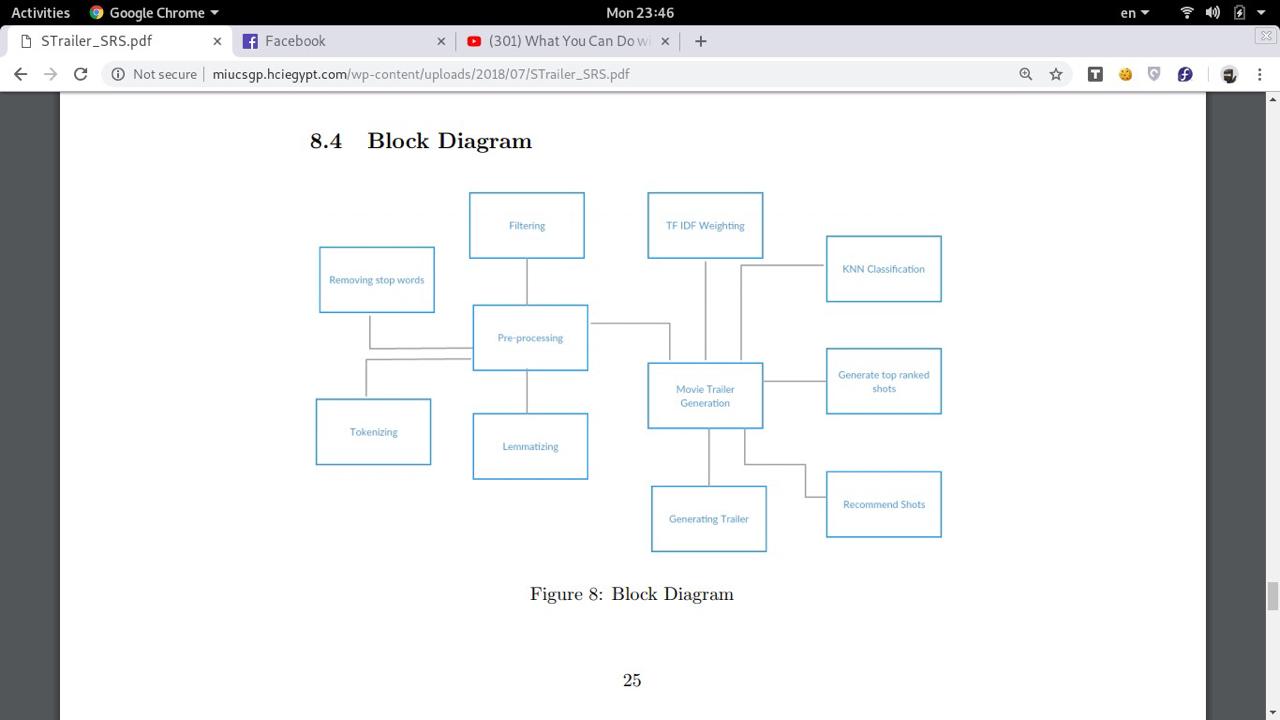 Activities Google Chrome Mon 23:46 en
STrailer_SRS.pdf Facebook (301) What You Can Do wi
Not secure miucsgp.hciegypt.com/wp-content/uploads/2018/07/STrailer_SRS.pdf
8.4 Block Diagram
Filtering
TF IDF Weighting
KNN Classification
Removing stop words
Pre-processing
Movie Trailer
Generation
Generate top ranked
shots
Tokenizing
Lemmatizing
Generating Trailer
Recommend Shots
Figure 8: Block Diagram
25